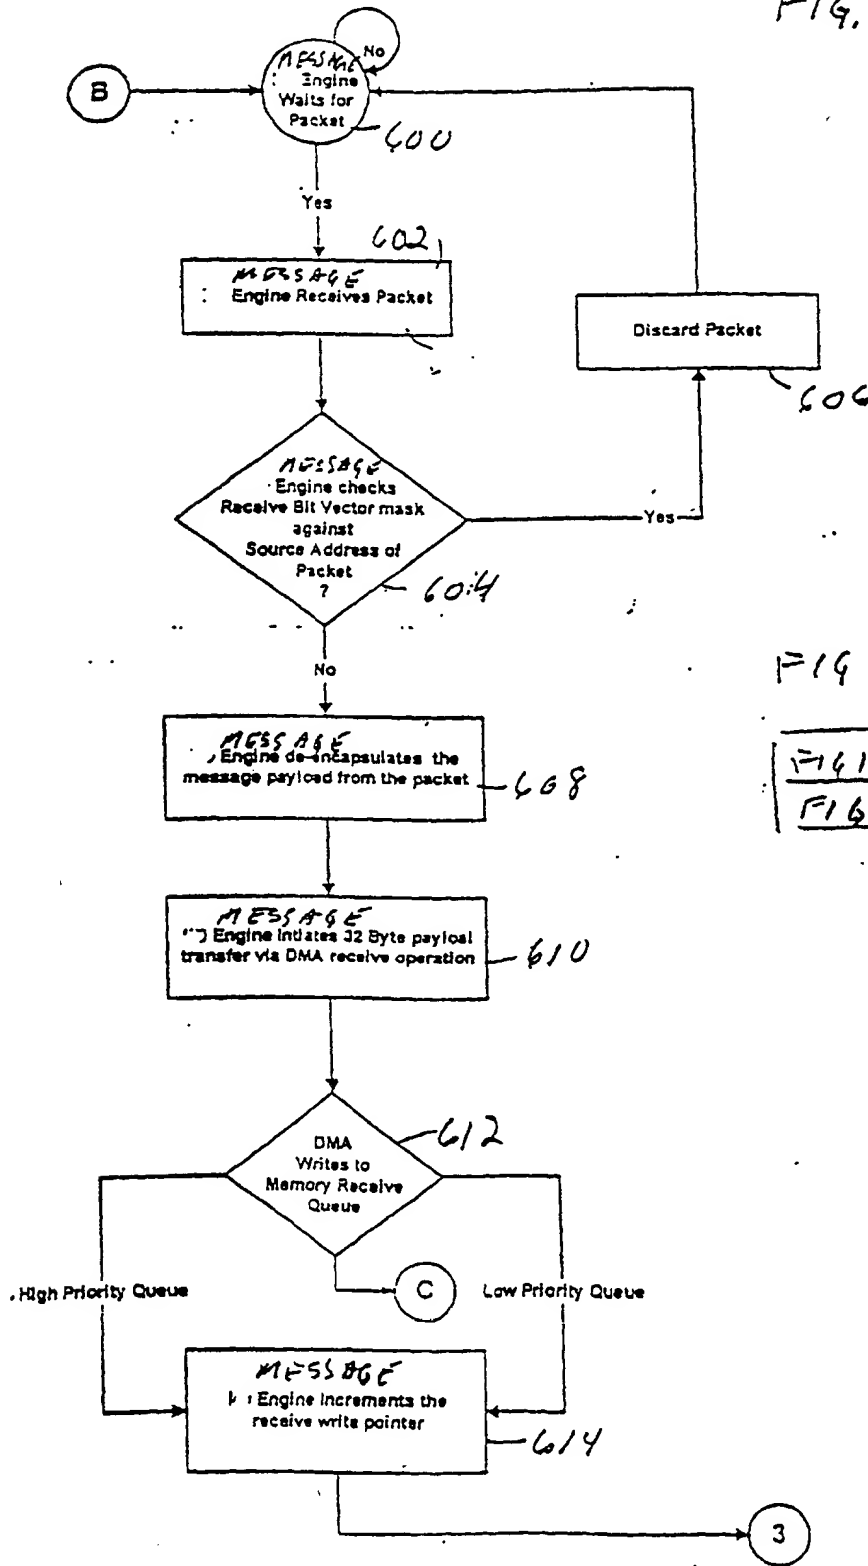 FIG.
No
MESSAGE
Engine
Waits for
Packet
B
600
Yes
602
MESSAGE
Engine Receives Packet
Discard Packet
606
MESSAGE
Engine checks
Receive Bit Vector mask
against
Source Address of
Packet
?
Yes
604
No
FIG
MESSAGE
Engine de-encapsulates the
message payload from the packet
608
FIG
FIG
MESSAGE
Engine Intiates 32 Byte payload
transfer via DMA receive operation
610
612
DMA
Writes to
Memory Receive
Queue
High Priority Queue
C
Low Priority Queue
MESSAGE
Engine Increments the
receive write pointer
614
3